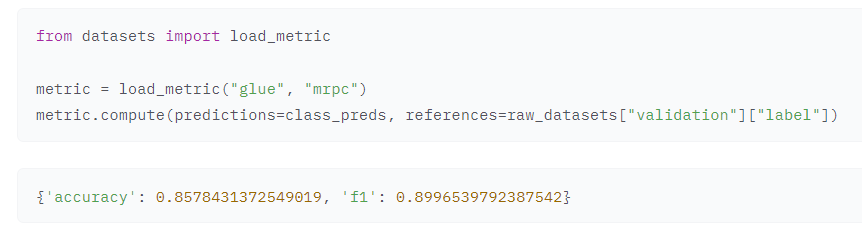 from datasets import load_metric
metric = load_metric("glue", "mrpc")
metric.compute(predictions=class_preds, references=raw_datasets["validation"]["label"])
{'accuracy': 0.8578431372549019, 'f1': 0.8996539792387542}